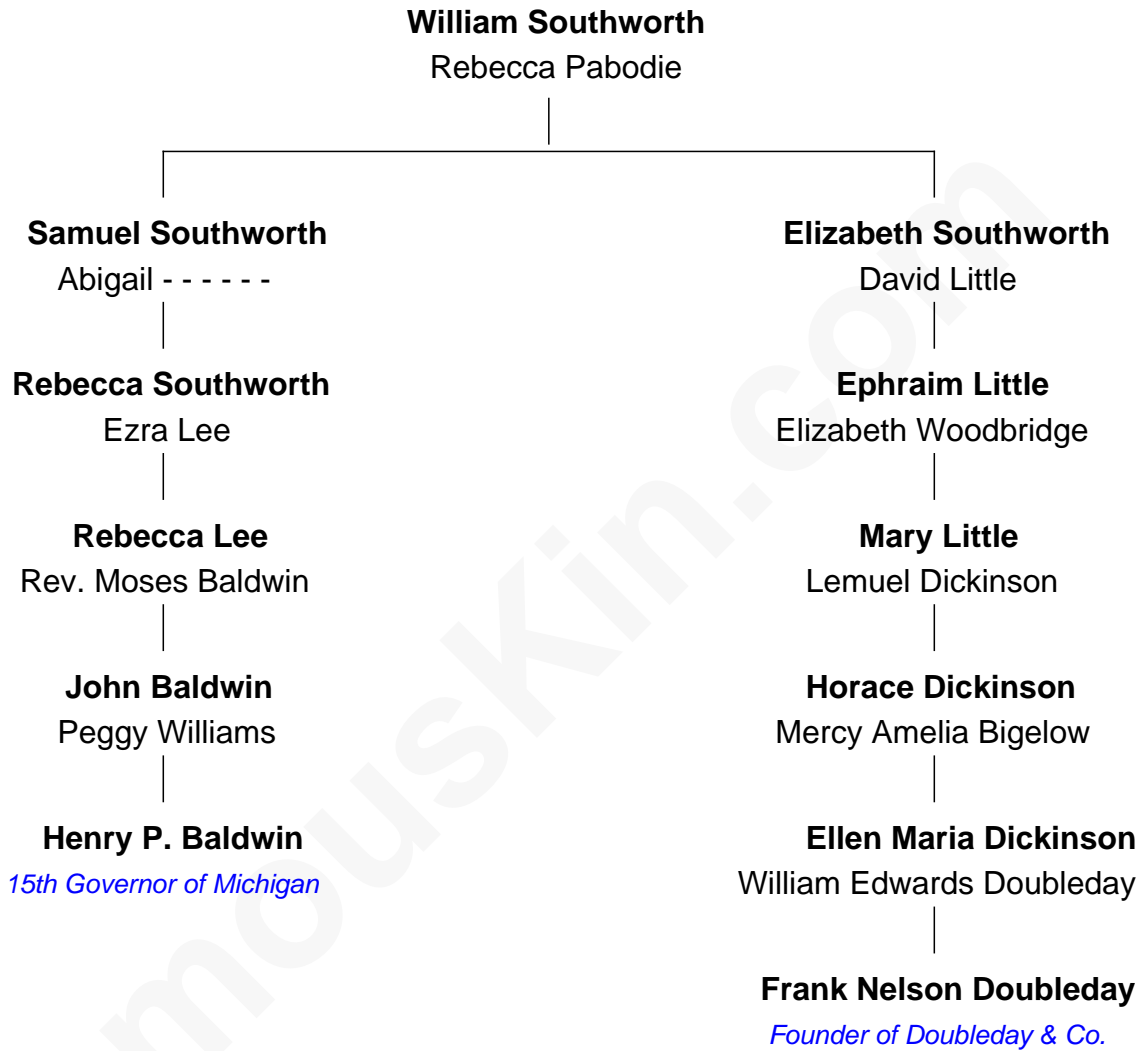 William Southworth
Rebecca Pabodie
Samuel Southworth
Abigail - - - - - -
Elizabeth Southworth
David Little
Rebecca Southworth
Ezra Lee
Ephraim Little
Elizabeth Woodbridge
Rebecca Lee
Rev. Moses Baldwin
Mary Little
Lemuel Dickinson
John Baldwin
Peggy Williams
Horace Dickinson
Mercy Amelia Bigelow
Henry P. Baldwin
15th Governor of Michigan
Ellen Maria Dickinson
William Edwards Doubleday
Frank Nelson Doubleday
Founder of Doubleday & Co.
mousKin.com